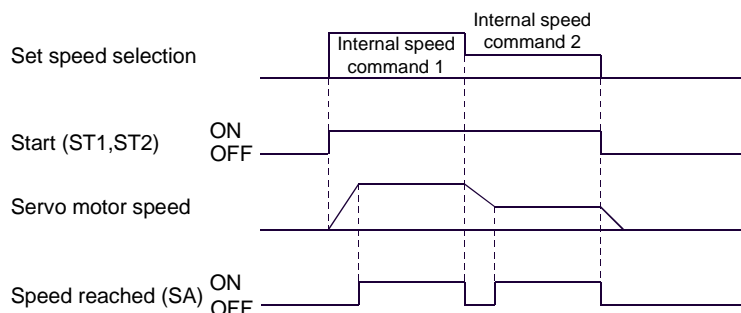 Set speed selection
Internal speed
command 1
Internal speed
command 2
Start (ST1,ST2)
ON
OFF
Servo motor speed
Speed reached (SA)
ON
OFF